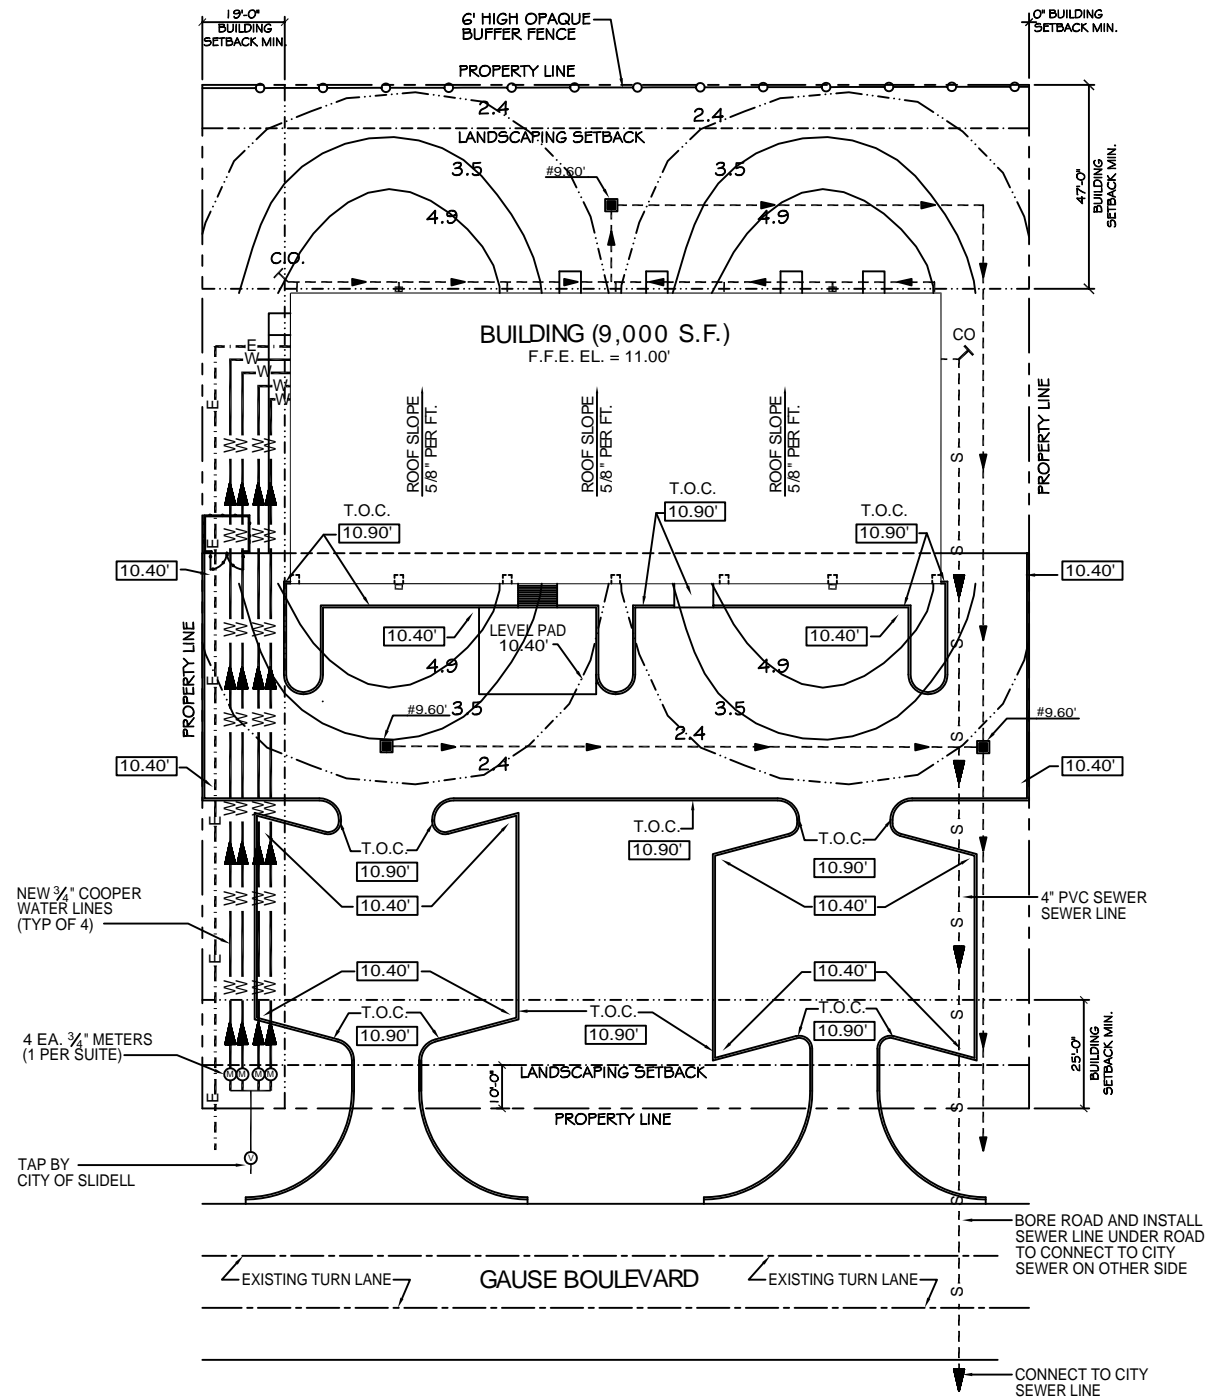 19'-0"
BUILDING
SETBACK MIN.
6' HIGH OPAQUE
BUFFER FENCE
0" BUILDING
SETBACK MIN.
PROPERTY LINE
2.4
2.4
LANDSCAPING SETBACK
3.5
#9.60'
3.5
4.9
4.9
47'-0"
BUILDING
SETBACK MIN.
C.O.
BUILDING (9,000 S.F.)
F.F.E. EL. = 11.00'
CO
E
W
W
W
W
E
PROPERTY LINE
ROOF SLOPE
5/8" PER FT.
ROOF SLOPE
5/8" PER FT.
ROOF SLOPE
5/8" PER FT.
W W W W
S
T.O.C.
10.90'
T.O.C.
10.90'
T.O.C.
10.90'
E
W W W W
S
10.40'
10.40'
E
PROPERTY LINE
W W W W
10.40'
LEVEL PAD
10.40'
10.40'
S
4.9
4.9
E
3.5
3.5
#9.60'
#9.60'
W W W W
2.4
2.4
S
10.40'
10.40'
W W W W
E
T.O.C.
10.90'
T.O.C.
10.90'
T.O.C.
10.90'
S
NEW ¾" COOPER
WATER LINES
(TYP OF 4)
10.40'
10.40'
4" PVC SEWER
SEWER LINE
W W W W
S
E
10.40'
10.40'
W W W W
T.O.C.
10.90'
T.O.C.
10.90'
T.O.C.
10.90'
S
4 EA. ¾" METERS
(1 PER SUITE)
M M M M
25'-0"
BUILDING
SETBACK MIN.
10'-0"
LANDSCAPING SETBACK
E
S
PROPERTY LINE
TAP BY
CITY OF SLIDELL
V
S
BORE ROAD AND INSTALL
SEWER LINE UNDER ROAD
TO CONNECT TO CITY
SEWER ON OTHER SIDE
EXISTING TURN LANE
GAUSE BOULEVARD
EXISTING TURN LANE
S
CONNECT TO CITY
SEWER LINE